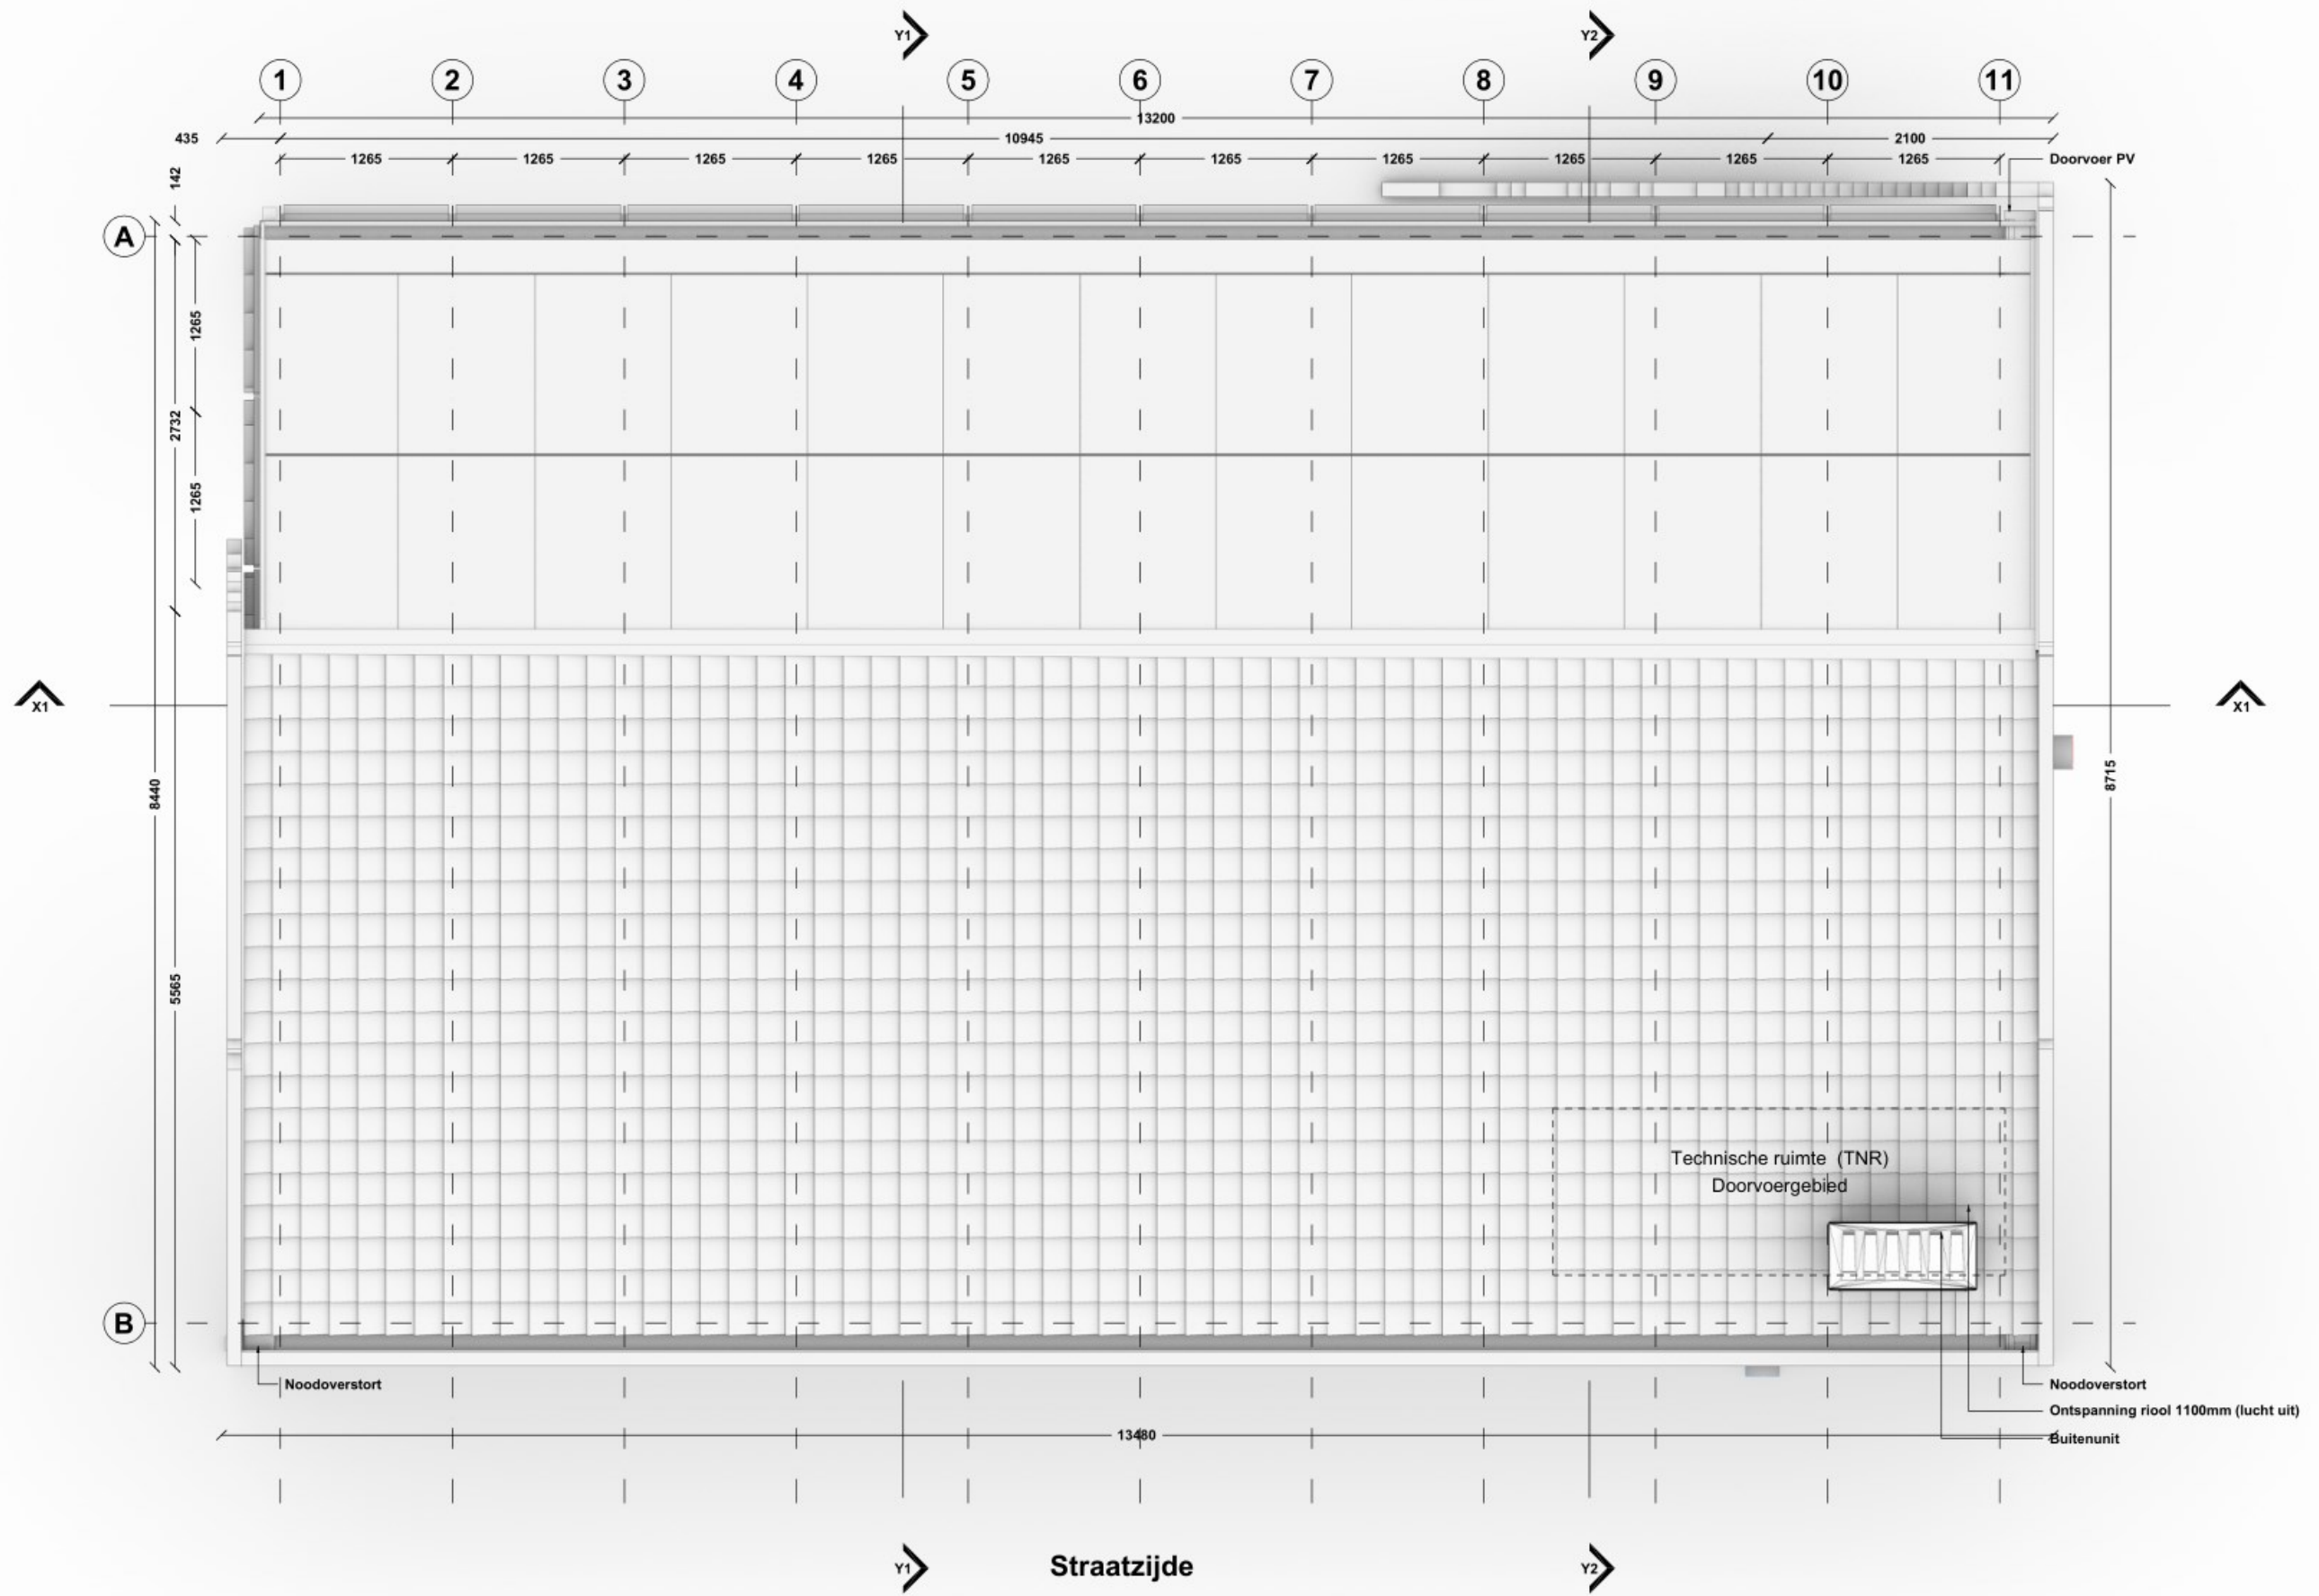 Y1 Y2
1 2 3 4 5 6 7 8 9 10 11
13200
435 10945 2100
1265 1265 1265 1265 1265 1265 1265 1265 1265 1265
Doorvoer PV
142
A
1265
2732
1265
X1 X1
8440
8715
5565
Technische ruimte (TNR)
Doorvoergebied
B
Noodoverstort
Noodoverstort
Ontspanning riool 1100mm (lucht uit)
13480
Buitenunit
Y1 Straatzijde Y2